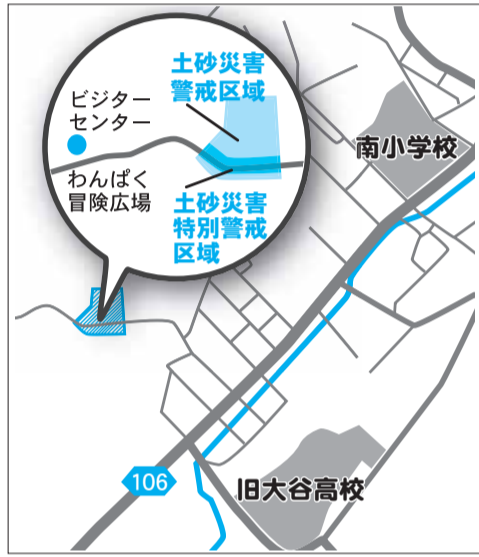 土砂災害
警戒区域
ビジター
センター
わんぱく
冒険広場
土砂災害
特別警戒
区域
南小学校
106
旧大谷高校